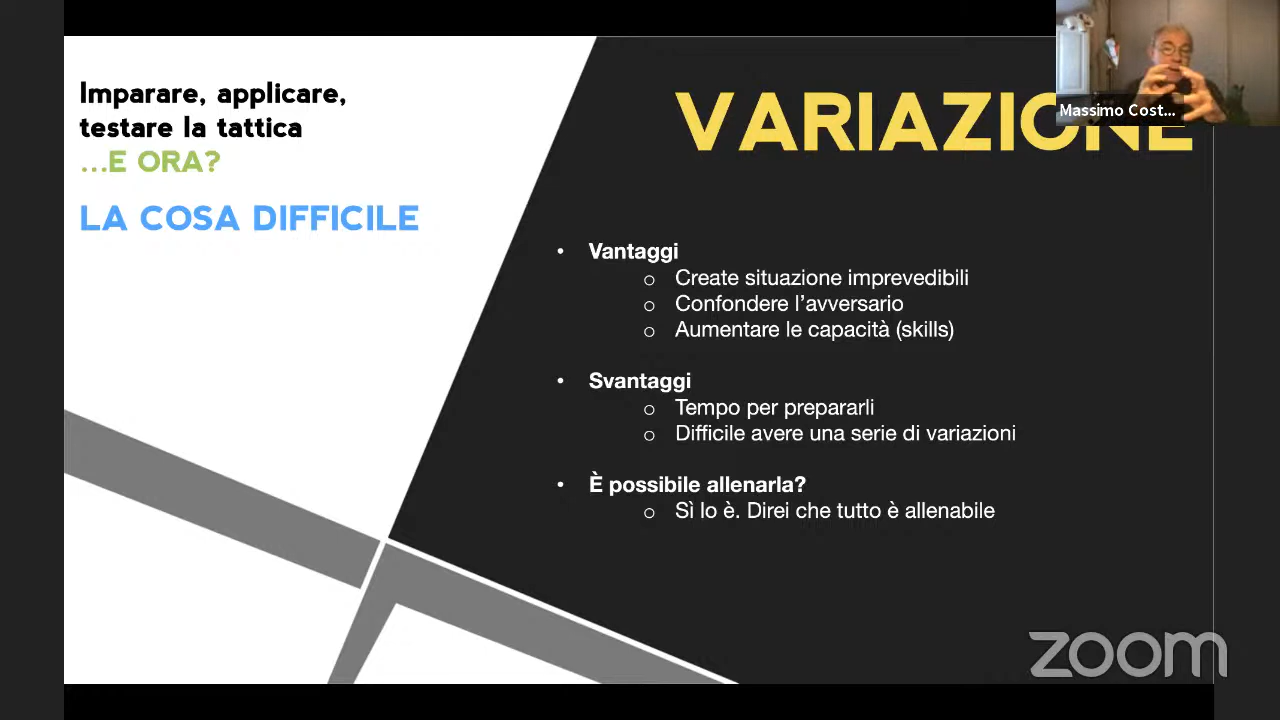 Imparare, applicare,
testare la tattica
...E ORA?
LA COSA DIFFICILE
VARIAZIONE
Massimo Cost...
• Vantaggi
o Create situazione imprevedibili
o Confondere l'avversario
o Aumentare le capacità (skills)
• Svantaggi
o Tempo per prepararli
o Difficile avere una serie di variazioni
• È possibile allenarla?
o Sì lo è. Direi che tutto è allenabile
zoom